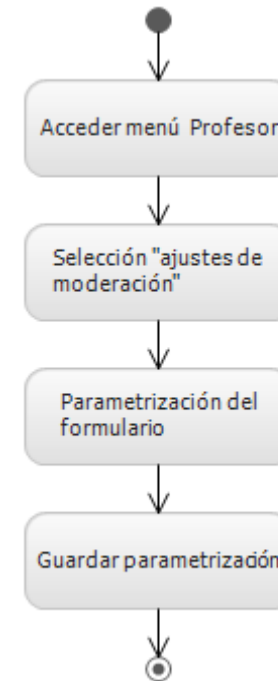 Acceder menú Profesor
Selección "ajustes de
moderación"
Parametrización del
formulario
Guardar parametrización